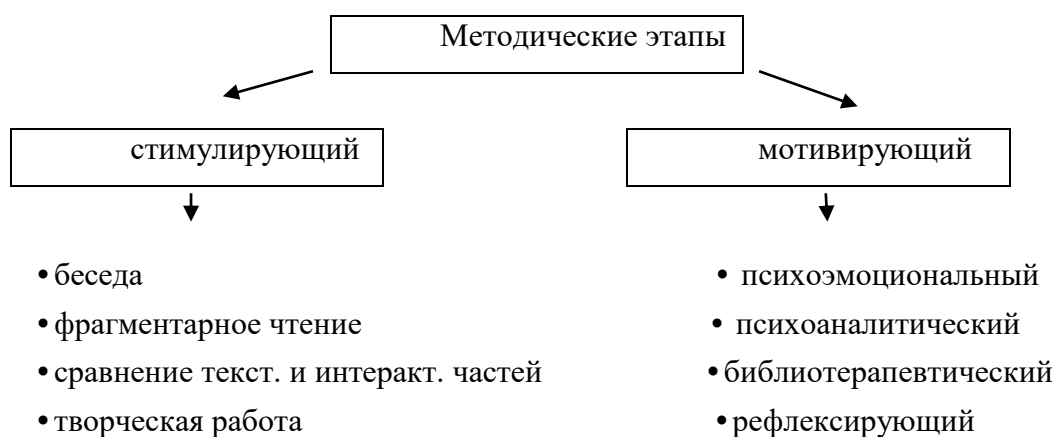 Методические этапы
стимулирующий
мотивирующий
• беседа
• фрагментарное чтение
• сравнение текст. и интеракт. частей
• творческая работа
• психоэмоциональный
• психоаналитический
• библиотерапевтический
• рефлексирующий